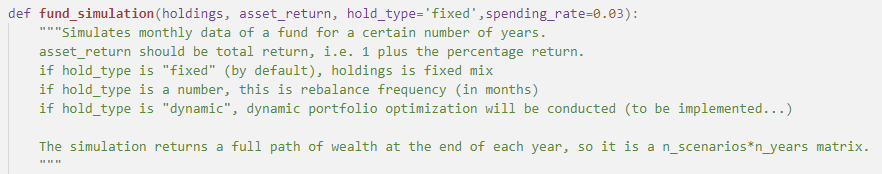 def fund_simulation(holdings, asset_return, hold_type='fixed',spending_rate=0.03):
"""Simulates monthly data of a fund for a certain number of years.
asset_return should be total return, i.e. 1 plus the percentage return.
if hold_type is "fixed" (by default), holdings is fixed mix
if hold_type is a number, this is rebalance frequency (in months)
if hold_type is "dynamic", dynamic portfolio optimization will be conducted (to be implemented...)
The simulation returns a full path of wealth at the end of each year, so it is a n_scenarios*n_years matrix.
"""